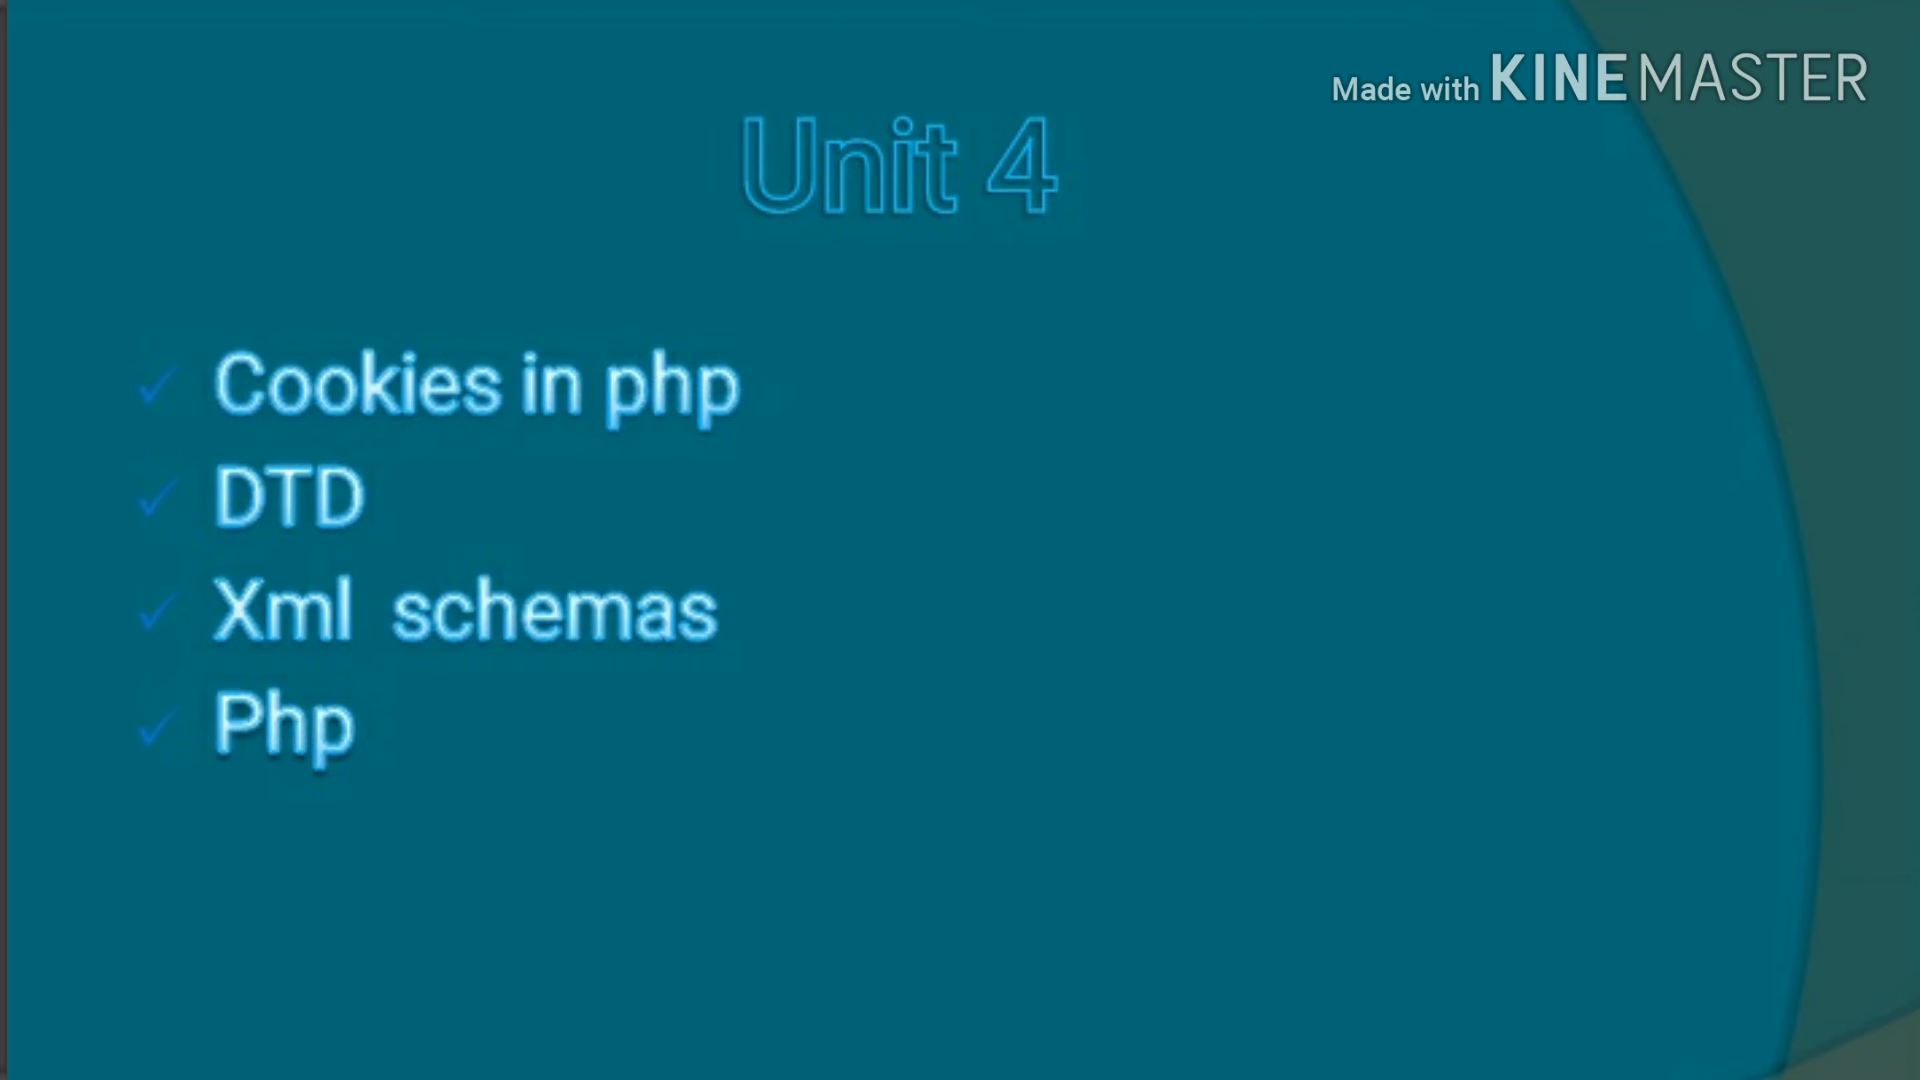 Made with KINEMASTER
Unit 4
✓ Cookies in php
✓ DTD
✓ Xml schemas
✓ Php